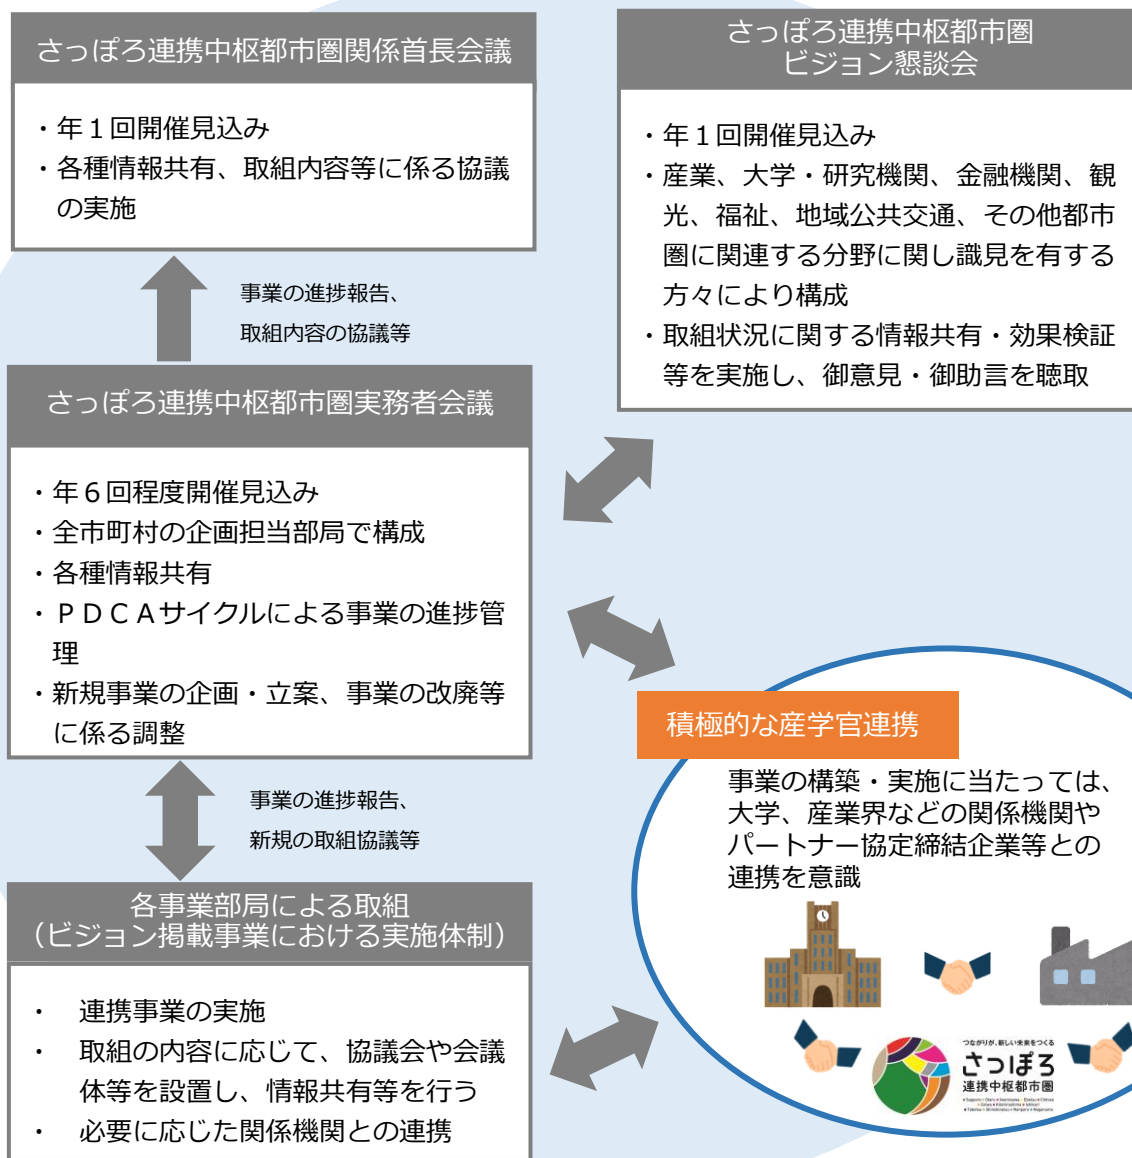 さっぽろ連携中枢都市圏関係首長会議
・年１回開催見込み
・各種情報共有、取組内容等に係る協議
の実施
事業の進捗報告、
取組内容の協議等
さっぽろ連携中枢都市圏実務者会議
・年６回程度開催見込み
・全市町村の企画担当部局で構成
・各種情報共有
・ＰＤＣＡサイクルによる事業の進捗管
理
・新規事業の企画・立案、事業の改廃等
に係る調整
事業の進捗報告、
新規の取組協議等
各事業部局による取組
（ビジョン掲載事業における実施体制）
・　連携事業の実施
・　取組の内容に応じて、協議会や会議
体等を設置し、情報共有等を行う
・　必要に応じた関係機関との連携
さっぽろ連携中枢都市圏
ビジョン懇談会
・年１回開催見込み
・産業、大学・研究機関、金融機関、観
光、福祉、地域公共交通、その他都市
圏に関連する分野に関し識見を有する
方々により構成
・取組状況に関する情報共有・効果検証
等を実施し、御意見・御助言を聴取
積極的な産学官連携
事業の構築・実施に当たっては、
大学、産業界などの関係機関や
パートナー協定締結企業等との
連携を意識
つながりが、新しい未来をつくる
さっぽろ
連携中枢都市圏